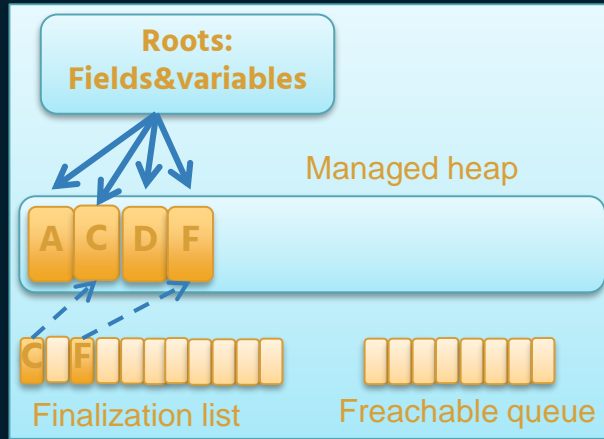 Roots:
Fields&variables
Managed heap
A C D F
C F
Finalization list
Freachable queue